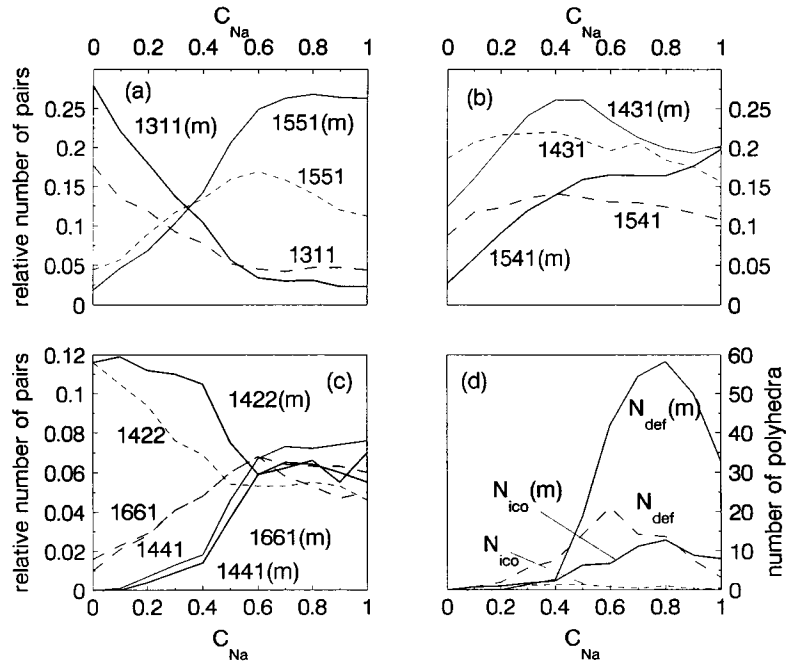 C_Na
C_Na
0 0.2 0.4 0.6 0.8 1
0 0.2 0.4 0.6 0.8 1
relative number of pairs
0.25
0.2
0.15
0.1
0.05
0
(a)
1311(m)
1551(m)
1551
1311
(b)
1431(m)
1431
1541
1541(m)
0.25
0.2
0.15
0.1
0.05
0
relative number of pairs
0.12
0.1
0.08
0.06
0.04
0.02
0
(c)
1422(m)
1422
1661
1441
1661(m)
1441(m)
(d)
N_def(m)
N_ico(m)
N_def
N_ico
60
50
40
30
20
10
0
number of polyhedra
0 0.2 0.4 0.6 0.8 1
0 0.2 0.4 0.6 0.8 1
C_Na
C_Na